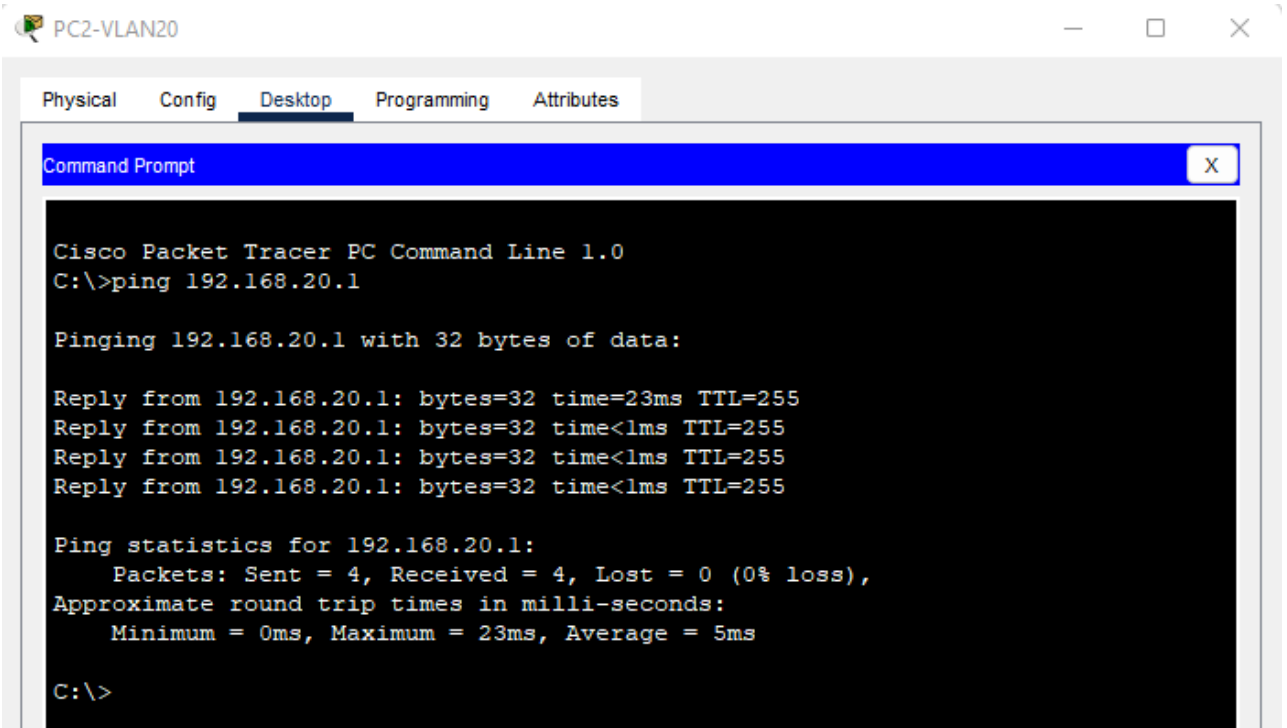 PC2-VLAN20
Physical Config Desktop Programming Attributes
Command Prompt
X
Cisco Packet Tracer PC Command Line 1.0
C:\>ping 192.168.20.1
Pinging 192.168.20.1 with 32 bytes of data:
Reply from 192.168.20.1: bytes=32 time=23ms TTL=255
Reply from 192.168.20.1: bytes=32 time<1ms TTL=255
Reply from 192.168.20.1: bytes=32 time<1ms TTL=255
Reply from 192.168.20.1: bytes=32 time<1ms TTL=255
Ping statistics for 192.168.20.1:
    Packets: Sent = 4, Received = 4, Lost = 0 (0% loss),
Approximate round trip times in milli-seconds:
    Minimum = 0ms, Maximum = 23ms, Average = 5ms
C:\>